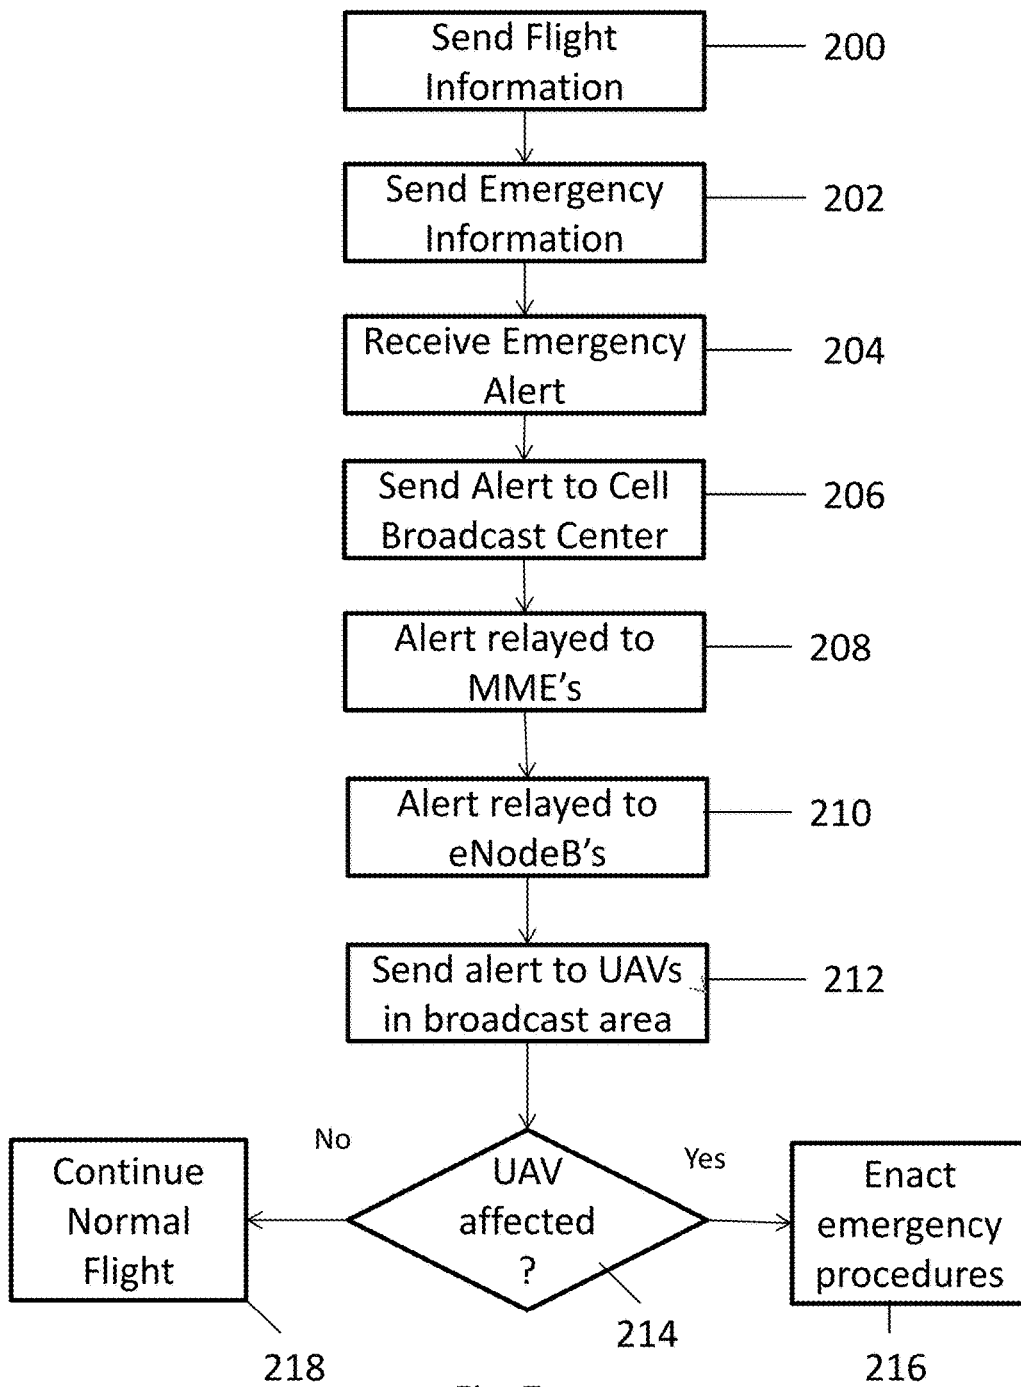 Send Flight
Information
200
Send Emergency
Information
202
Receive Emergency
Alert
204
Send Alert to Cell
Broadcast Center
206
Alert relayed to
MME's
208
Alert relayed to
eNodeB's
210
Send alert to UAVs
in broadcast area
212
No
Yes
Continue
Normal
Flight
UAV
affected
?
Enact
emergency
procedures
214
218
216